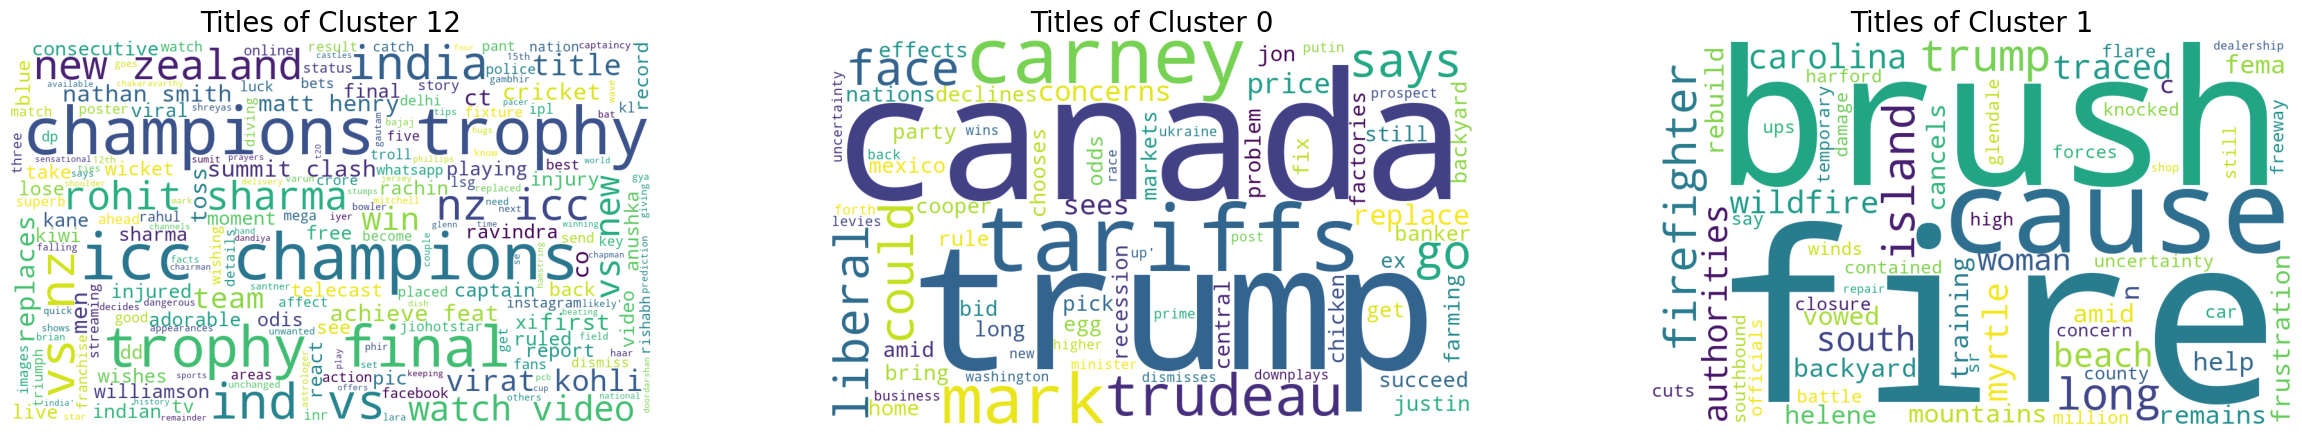 Titles of Cluster 12
consecutive watch online result catch four pant nation captaincy
goes castles 15th
new zealand india title
status police
available chakaravarthy bets gambhir
blue nathan smith luck final story ct cricket record
poster matt henry delhi tips pacer wave
match viral diving bajaj ipl fixture kl bat
dp gautam five hugs
champions trophy
three sensational 12th sumit prayers t20 troll phillips know best world
says ties summit clash whatsapp playing
take wicket toss varun crore lsg jersey injury
lose shoulder delivery stumps rachin replaced gya
superb rohit sharma win mitchell nz icc new
kane ahead mark rahul iyer moment mega bowler need next giving
kiwi sharma wishing free become glenn time winning ravindra send anushka
falling channels hand dandiya couple co key
replaces nz icc champions vs
facts details set hamstring chapman prediction
chairman
injured santner telecast placed captain back video rishabh
dangerous team affect dish instagram likely'
quick decides good achieve feat beating
shows men adorable odis see jiohotstar xi first
brian appearances unwanted get
images streaming trophy final ruled field
vs dd react play phir report haar
triumph franchise wishes areas set fans dismiss
sports action pic keeping cup pcb
williamson unchanged astrologer offers virat kohli
'india' history facebook others national doordarshan
live indian tv ind vs inr lara watch video
star remainder
Titles of Cluster 0
effects carney jon putin
face says
uncertainty nations declines concerns price prospect
canada
party wins chooses odds markets ukraine problem fix factories still backyard
back race
mexico
forth cooper sees replace
levies tariffs banker
liberal could rule up' post ex go
trump
bid pick recession central chicken get farming
long egg prime
amid new higher minister
bring washington dismisses downplays succeed
business mark trudeau
home justin
Titles of Cluster 1
carolina trump flare dealership
traced fema
rebuild harford c
firefighter brush
ups temporary damage island cancels glendale knocked still freeway
forces shop
wildfire cause
say high
authorities winds woman
fire
contained uncertainty
training repair
closure n car
vowed myrtle amid
south concern frustration
southbound officials backyard sr beach help
cuts battle long county
helene mountains million remains